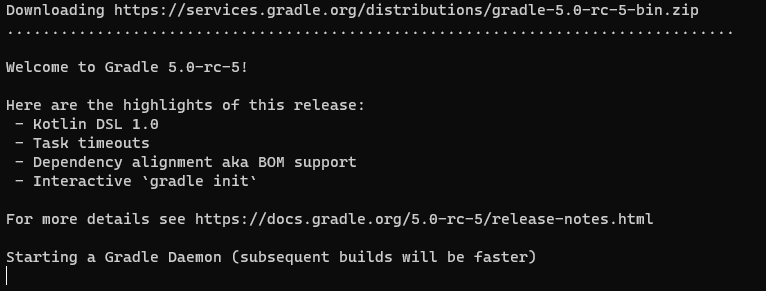 Downloading https://services.gradle.org/distributions/gradle-5.0-rc-5-bin.zip
.................................................................................
Welcome to Gradle 5.0-rc-5!
Here are the highlights of this release:
 - Kotlin DSL 1.0
 - Task timeouts
 - Dependency alignment aka BOM support
 - Interactive `gradle init`
For more details see https://docs.gradle.org/5.0-rc-5/release-notes.html
Starting a Gradle Daemon (subsequent builds will be faster)